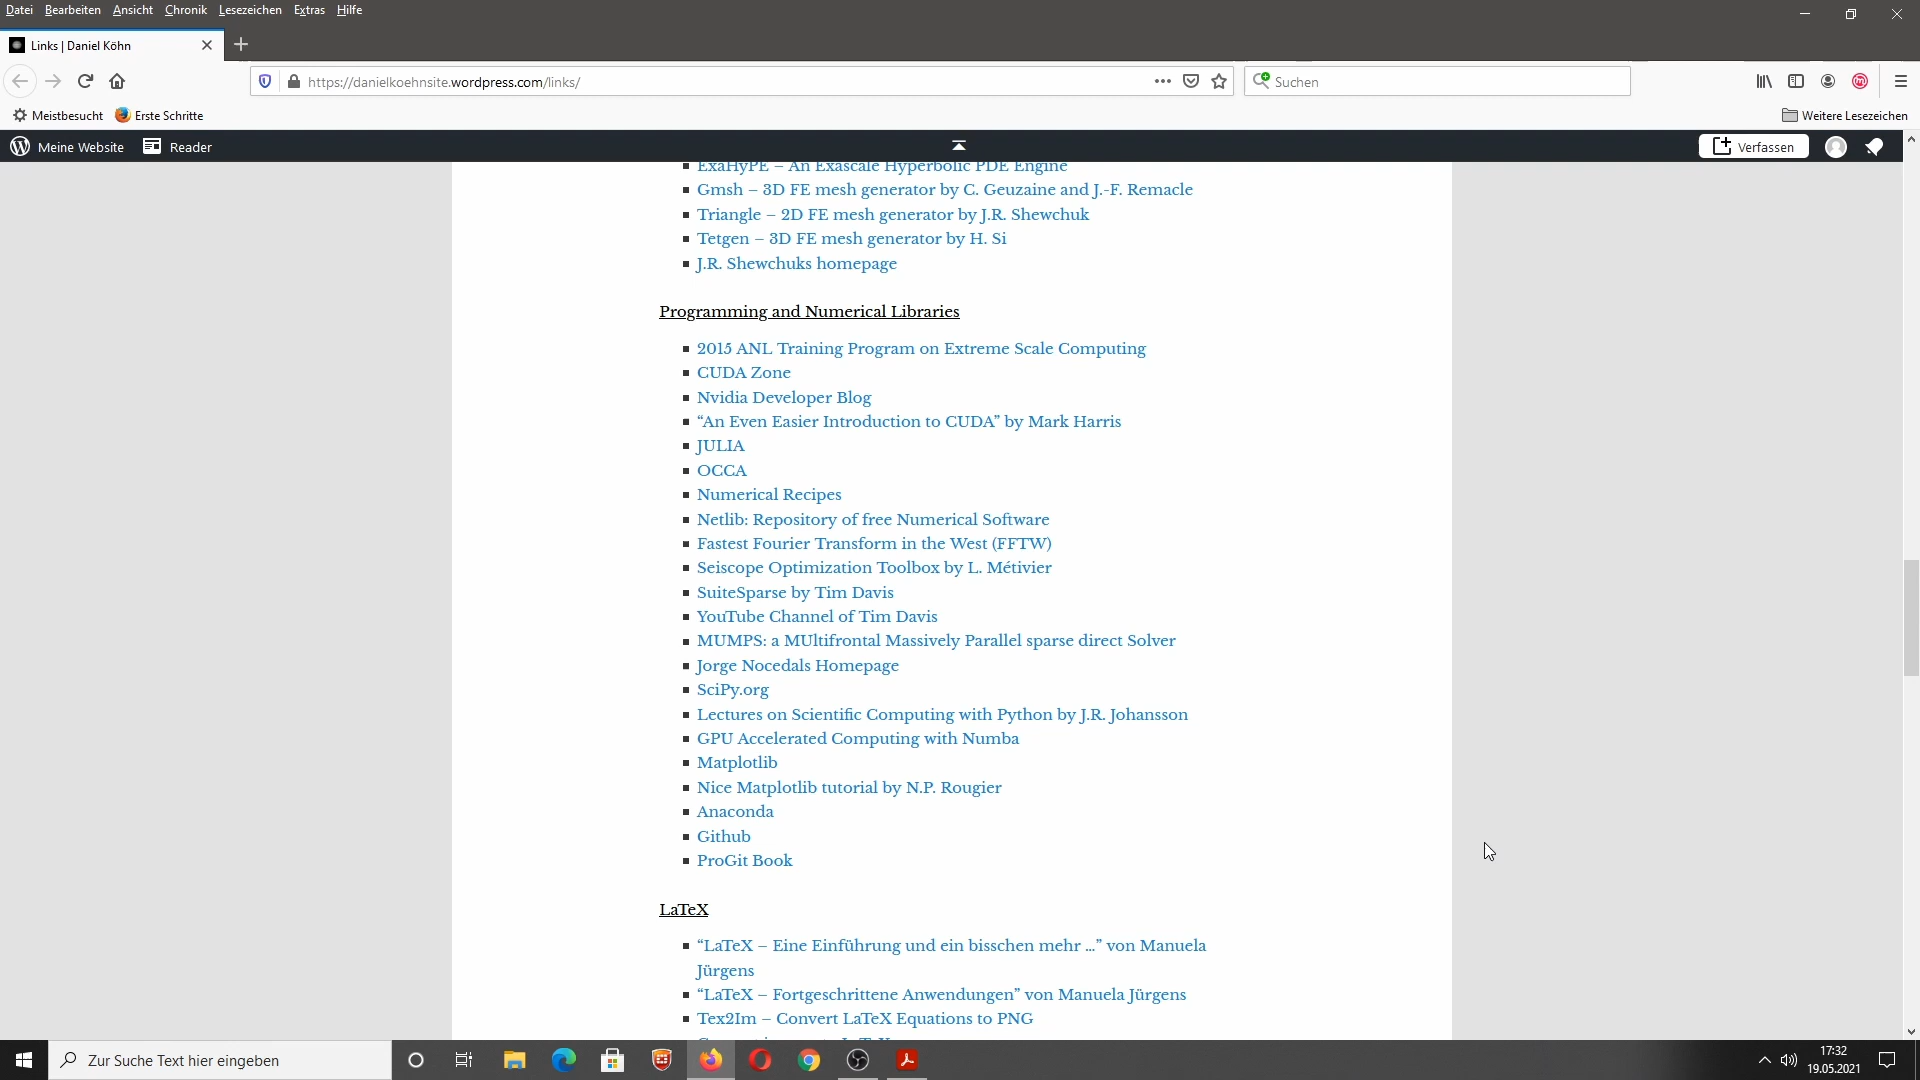 Datei Bearbeiten Ansicht Chronik Lesezeichen Extras Hilfe
Links | Daniel Köhn
https://danielkoehnsite.wordpress.com/links/
Suchen
Meistbesucht Erste Schritte Weitere Lesezeichen
Meine Website Reader Verfassen
ExaHyPE – An Exascale Hyperbolic PDE Engine
Gmsh – 3D FE mesh generator by C. Geuzaine and J.-F. Remacle
Triangle – 2D FE mesh generator by J.R. Shewchuk
Tetgen – 3D FE mesh generator by H. Si
J.R. Shewchuks homepage
Programming and Numerical Libraries
2015 ANL Training Program on Extreme Scale Computing
CUDA Zone
Nvidia Developer Blog
“An Even Easier Introduction to CUDA” by Mark Harris
JULIA
OCCA
Numerical Recipes
Netlib: Repository of free Numerical Software
Fastest Fourier Transform in the West (FFTW)
Seiscope Optimization Toolbox by L. Métivier
SuiteSparse by Tim Davis
YouTube Channel of Tim Davis
MUMPS: a MUltifrontal Massively Parallel sparse direct Solver
Jorge Nocedals Homepage
SciPy.org
Lectures on Scientific Computing with Python by J.R. Johansson
GPU Accelerated Computing with Numba
Matplotlib
Nice Matplotlib tutorial by N.P. Rougier
Anaconda
Github
ProGit Book
LaTeX
“LaTeX – Eine Einführung und ein bisschen mehr …” von Manuela
Jürgens
“LaTeX – Fortgeschrittene Anwendungen” von Manuela Jürgens
Tex2Im – Convert LaTeX Equations to PNG
Zur Suche Text hier eingeben
17:32
19.05.2021